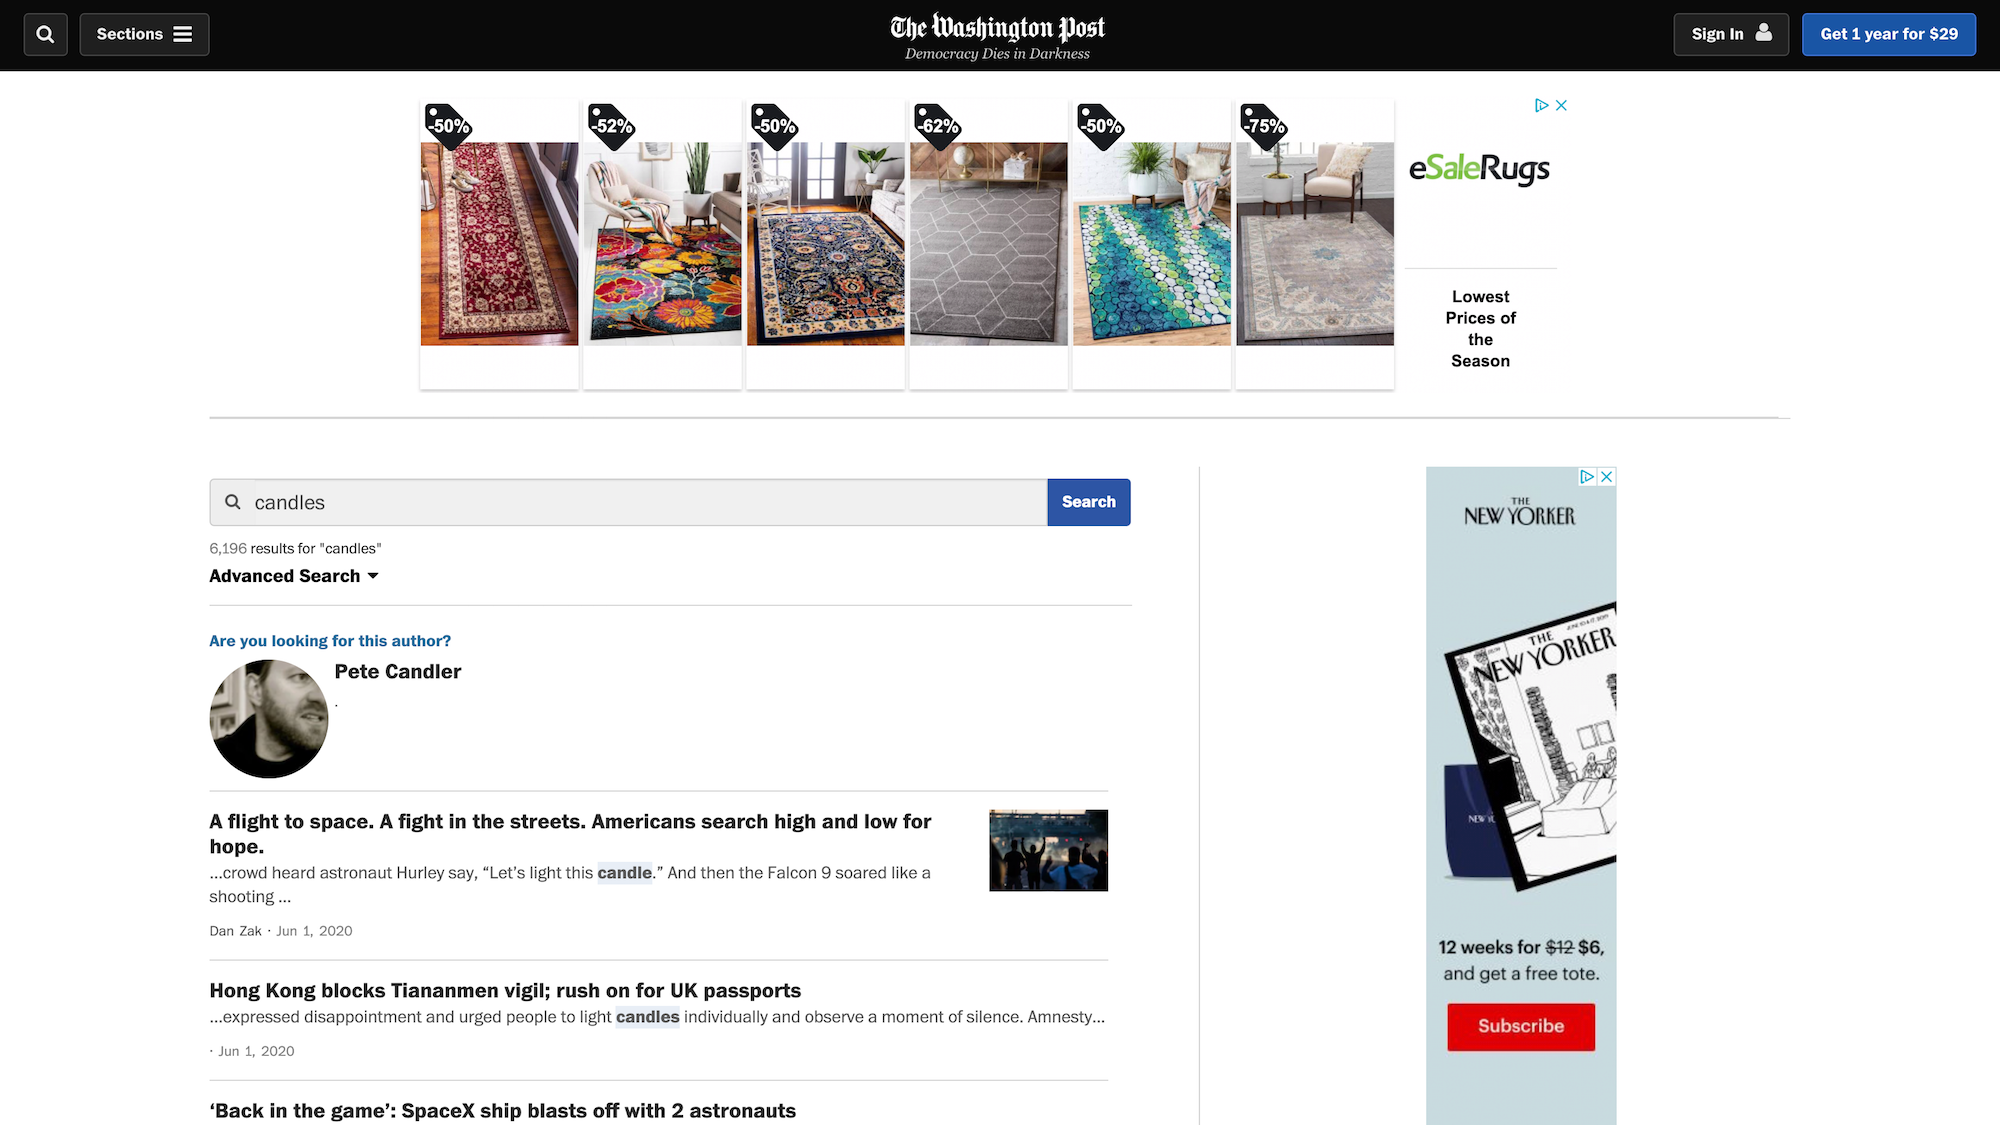 Sections
The Washington Post
Democracy Dies in Darkness
Sign In
Get 1 year for $29
-50%
-52%
-50%
-62%
-50%
-75%
eSaleRugs
Lowest
Prices of
the
Season
candles
Search
6,196 results for "candles"
Advanced Search
Are you looking for this author?
Pete Candler
.
A flight to space. A fight in the streets. Americans search high and low for
hope.
...crowd heard astronaut Hurley say, “Let’s light this candle.” And then the Falcon 9 soared like a
shooting ...
Dan Zak · Jun 1, 2020
Hong Kong blocks Tiananmen vigil; rush on for UK passports
...expressed disappointment and urged people to light candles individually and observe a moment of silence. Amnesty...
· Jun 1, 2020
‘Back in the game’: SpaceX ship blasts off with 2 astronauts
THE
NEW YORKER
THE
NEW YORKER
12 weeks for $12 $6,
and get a free tote.
Subscribe